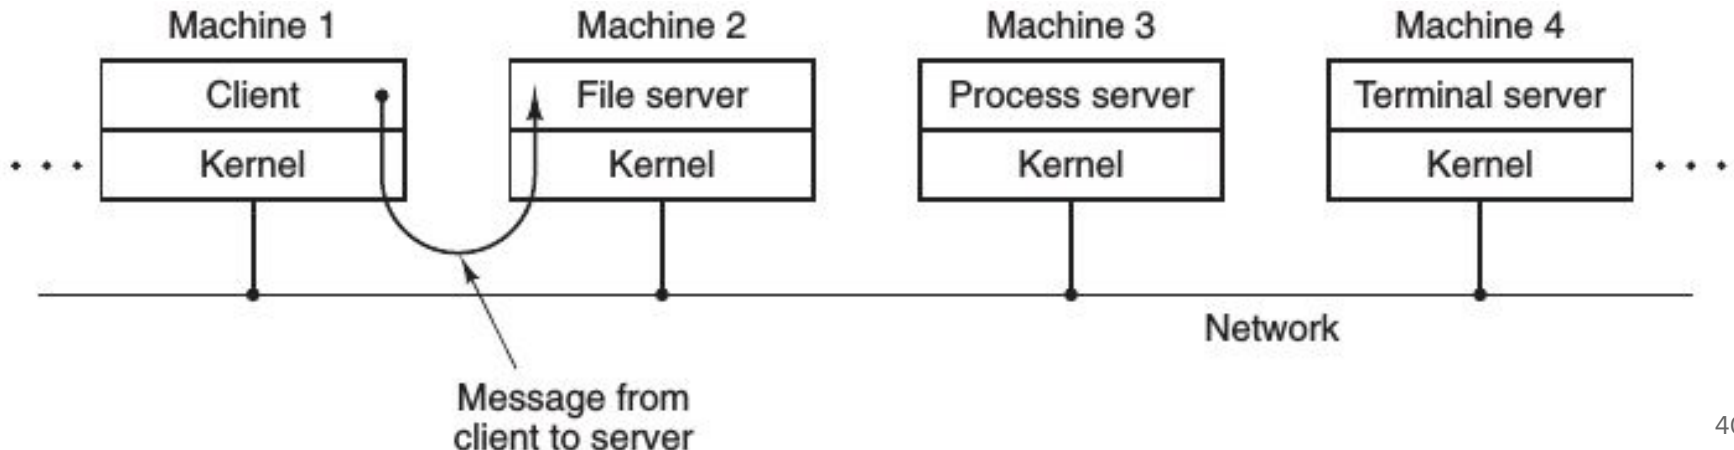 Machine 1
Machine 2
Machine 3
Machine 4
Client
File server
Process server
Terminal server
Kernel
Kernel
Kernel
Kernel
Network
Message from
client to server
40